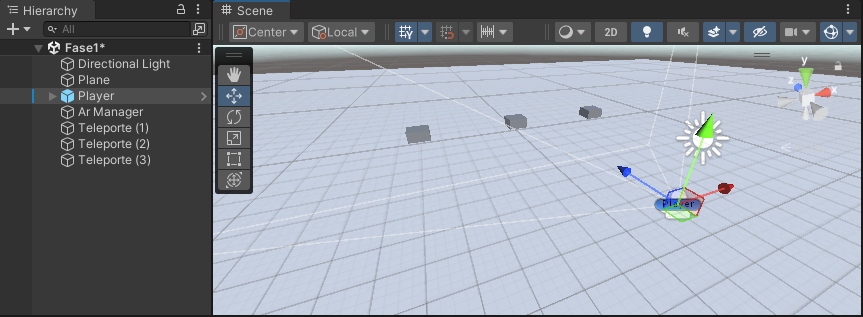 Hierarchy
All
Fase1*
Directional Light
Plane
Player
Ar Manager
Teleporte (1)
Teleporte (2)
Teleporte (3)
Scene
Center
Local
2D
y
z
x
Player